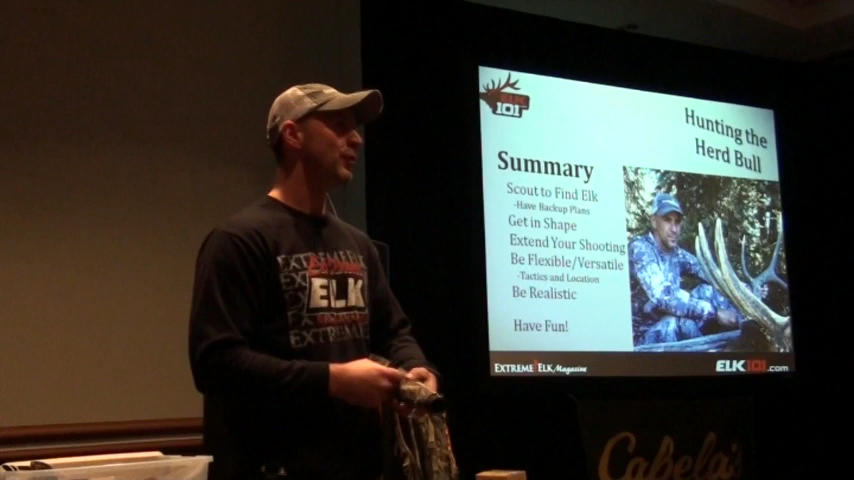 ELK
101
Hunting the
Herd Bull
Summary
Scout to Find Elk
-Have Backup Plans
Get in Shape
Extend Your Shooting
Be Flexible/Versatile
-Tactics and Location
Be Realistic
Have Fun!
EXTREME ELK Magazine
ELK101.com
ELK
EXTREME
Cabela's